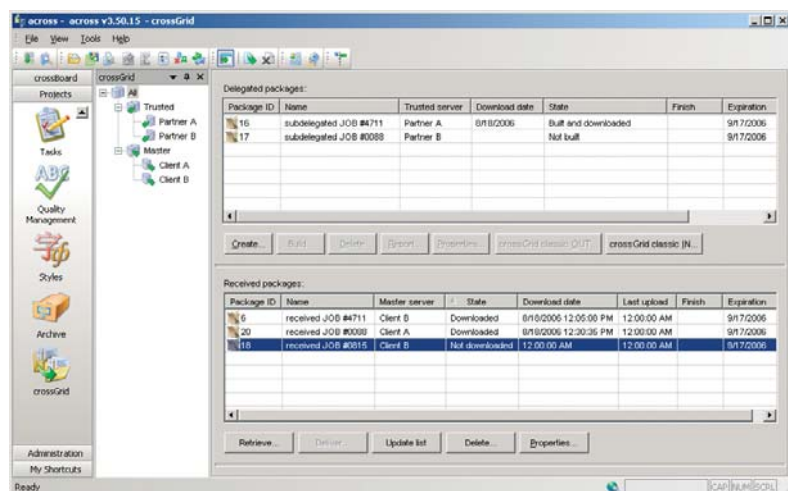 across - across v3.50.15 - crossGrid
File View Tools Help
crossBoard
Projects
Tasks
Quality Management
Styles
Archive
crossGrid
Administration
My Shortcuts
crossGrid
All
Trusted
Partner A
Partner B
Master
Client A
Client B
Delegated packages:
Package ID Name Trusted server Download date State Finish Expiration
16 subdelegated JOB #4711 Partner A 8/18/2006 Built and downloaded 9/17/2006
17 subdelegated JOB #0088 Partner B Not built 9/17/2006
Create... Build... Delete Report... Properties... crossGrid classic OUT crossGrid classic IN...
Received packages:
Package ID Name Master server State Download date Last upload Finish Expiration
6 received JOB #4711 Client B Downloaded 8/18/2006 12:05:00 PM 12:00:00 AM 9/17/2006
20 received JOB #0088 Client A Downloaded 8/18/2006 12:30:35 PM 12:00:00 AM 9/17/2006
18 received JOB #0815 Client B Not downloaded 12:00:00 AM 12:00:00 AM 9/17/2006
Retrieve... Deliver... Update list Delete... Properties...
Ready CAP NUM SCRL